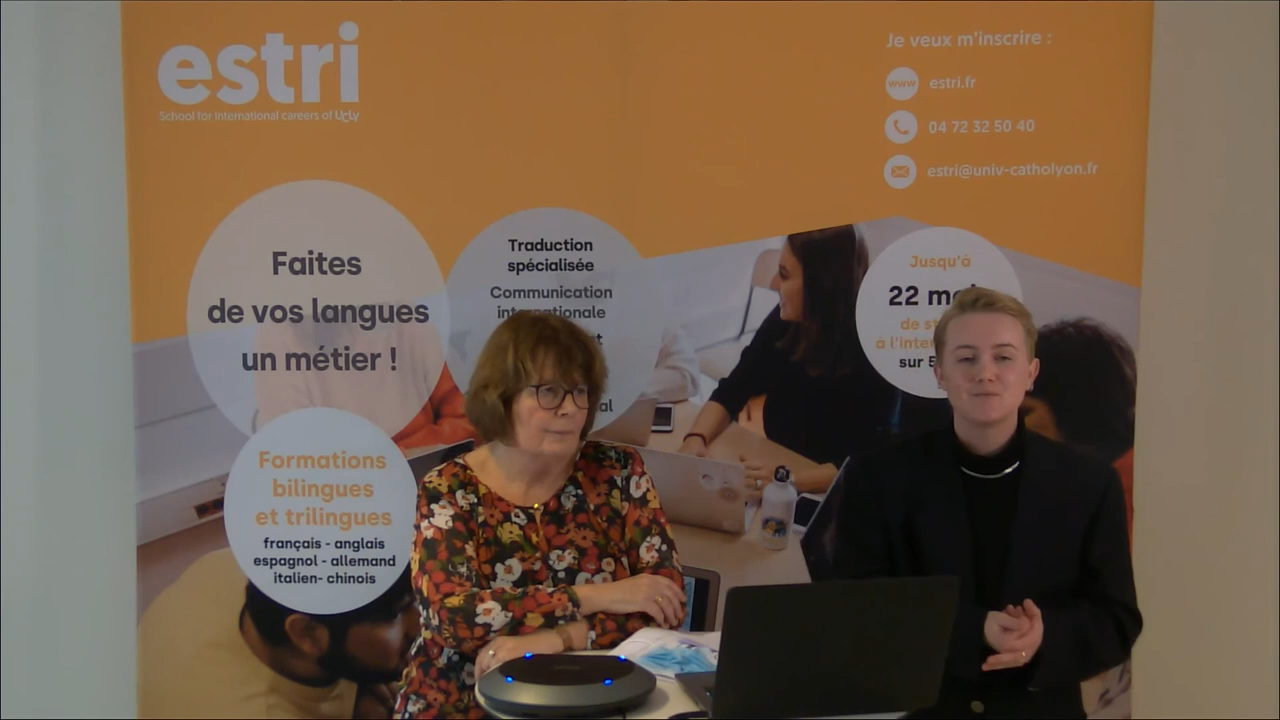 estri
School for international careers of UCLy
Je veux m'inscrire :
www
estri.fr
04 72 32 50 40
estri@univ-catholyon.fr
Faites
de vos langues
un métier !
Traduction
spécialisée
Communication
internationale
Jusqu'à
22
à
sur
Formations
bilingues
et trilingues
français - anglais
espagnol - allemand
italien- chinois